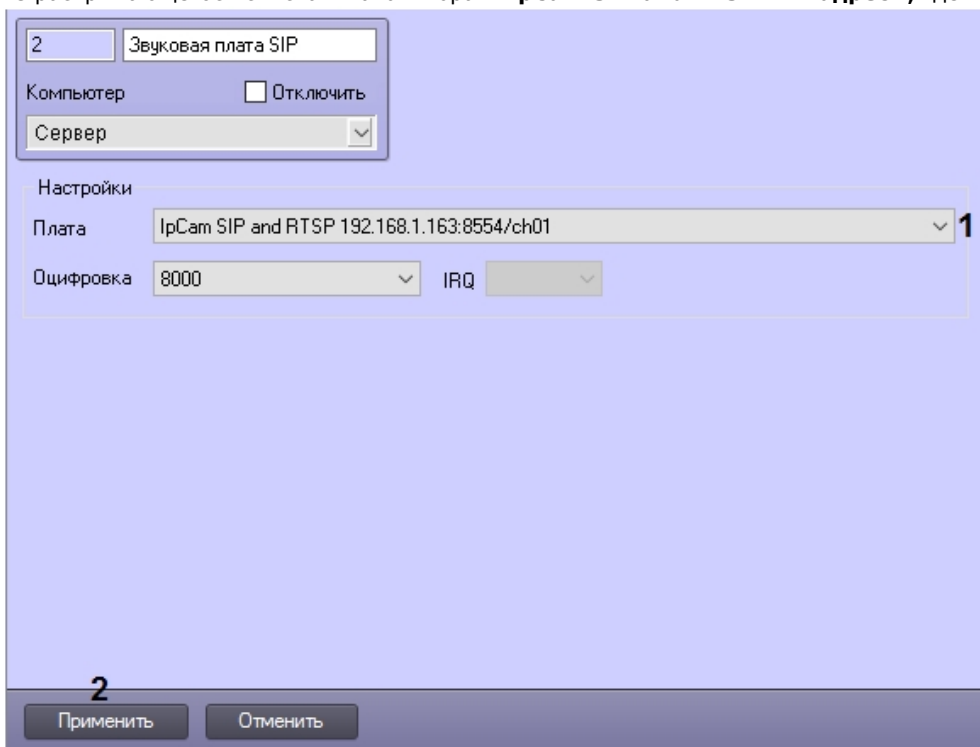 2 Звуковая плата SIP
Компьютер Отключить
Сервер
Настройки
Плата IpCam SIP and RTSP 192.168.1.163:8554/ch01 1
Оцифровка 8000 IRQ
2
Применить Отменить